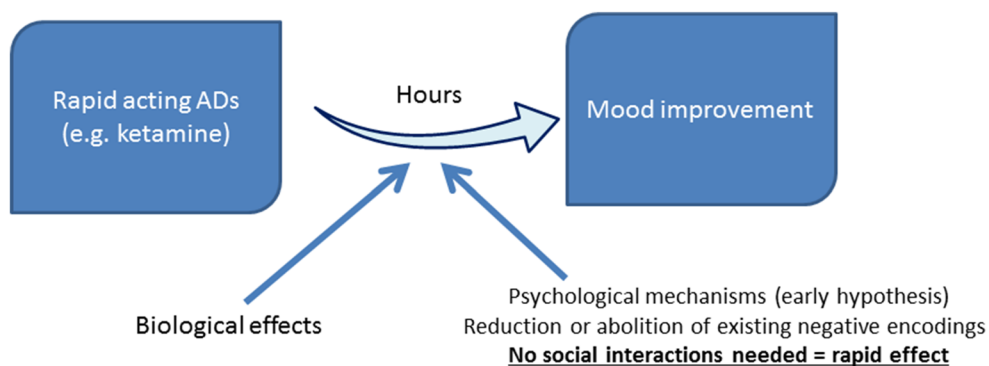 Rapid acting ADs
(e.g. ketamine)
Hours
Mood improvement
Biological effects
Psychological mechanisms (early hypothesis)
Reduction or abolition of existing negative encodings
No social interactions needed = rapid effect